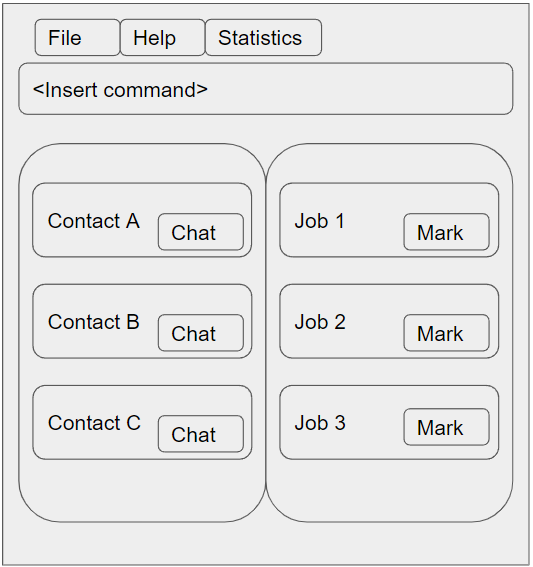 File
Help
Statistics
<Insert command>
Contact A
Chat
Contact B
Chat
Contact C
Chat
Job 1
Mark
Job 2
Mark
Job 3
Mark